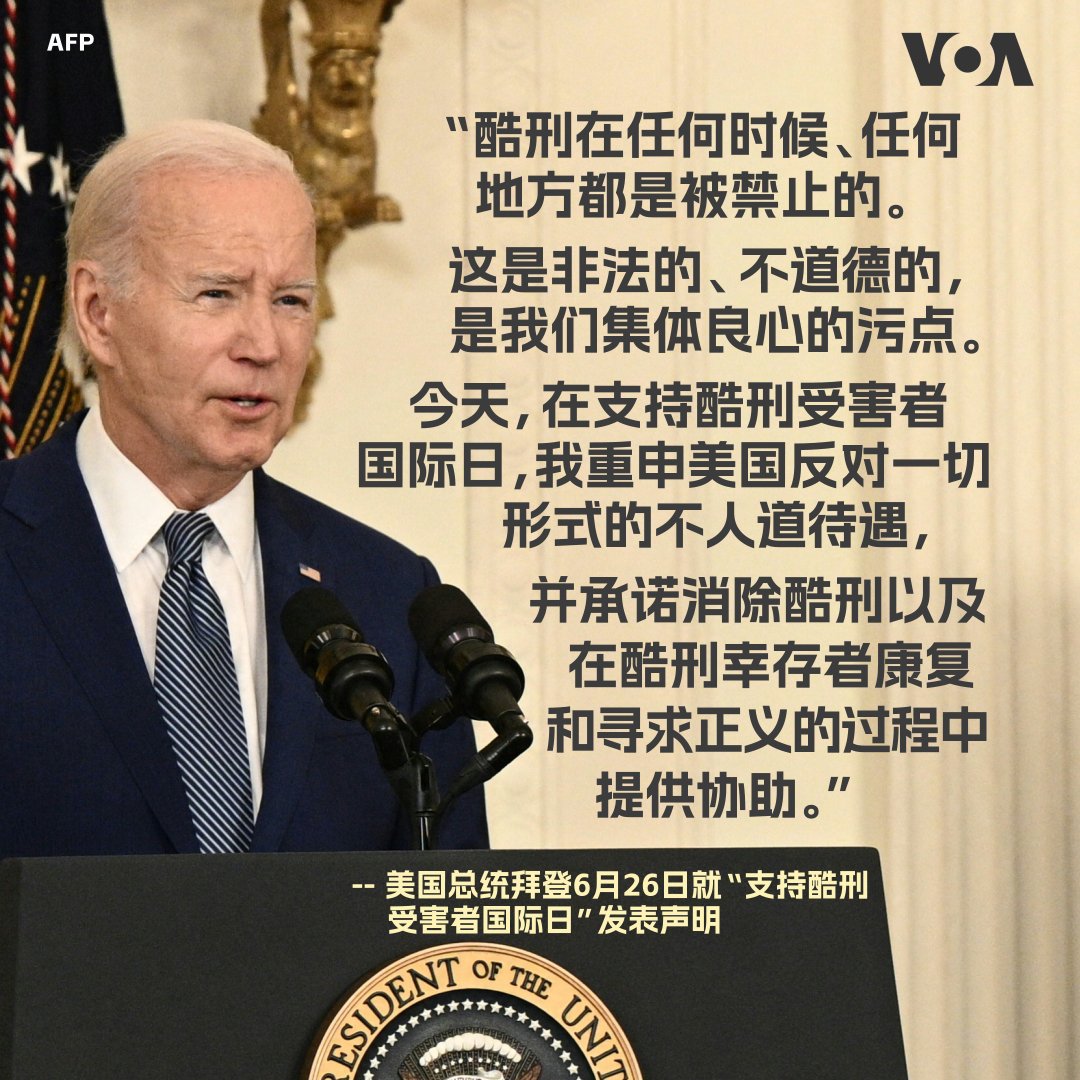 AFP
VOA
“酷刑在任何时候、任何
地方都是被禁止的。
这是非法的、不道德的，
是我们集体良心的污点。
今天，在支持酷刑受害者
国际日，我重申美国反对一切
形式的不人道待遇，
并承诺消除酷刑以及
在酷刑幸存者康复
和寻求正义的过程中
提供协助。”
-- 美国总统拜登6月26日就“支持酷刑
受害者国际日”发表声明
RESIDENT OF THE UNIT